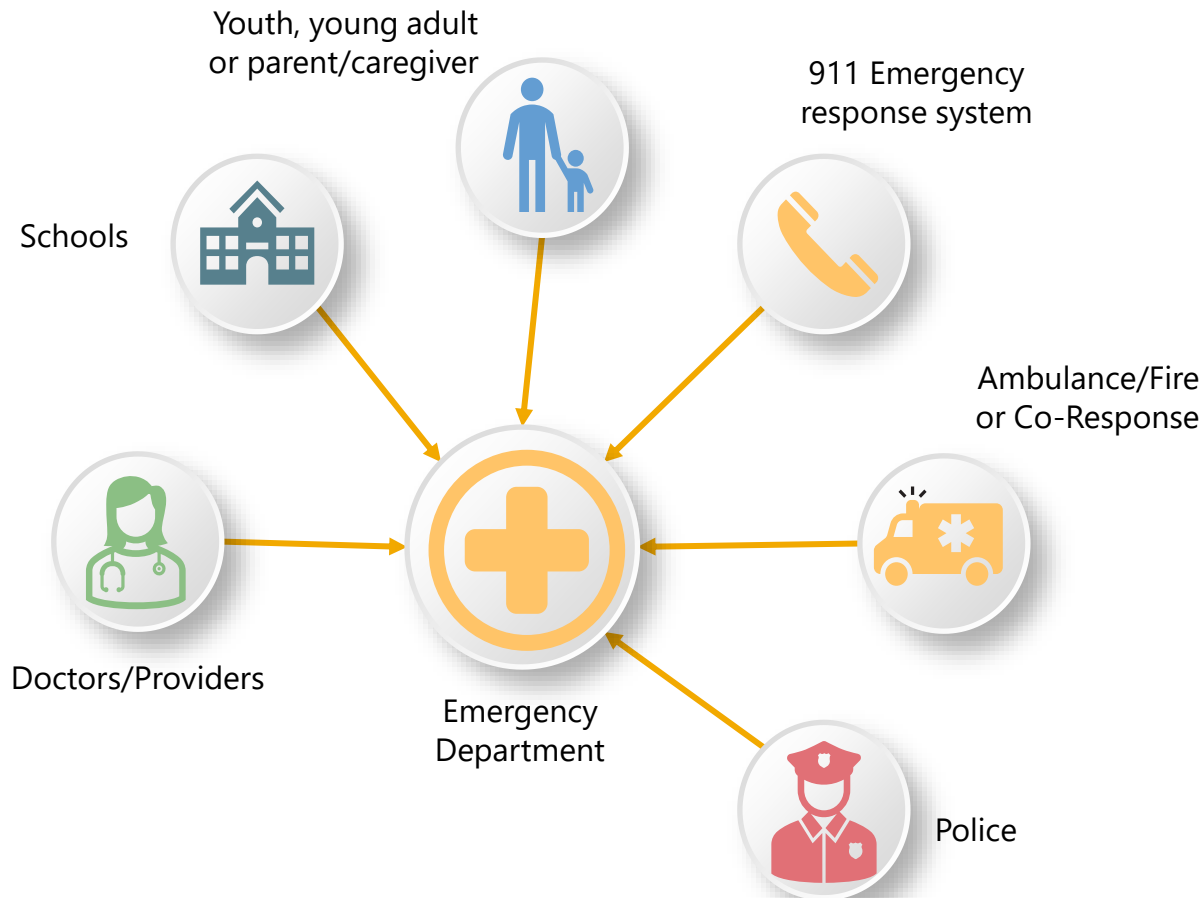 Youth, young adult
or parent/caregiver
911 Emergency
response system
Schools
Ambulance/Fire
or Co-Response
Doctors/Providers
Emergency
Department
Police